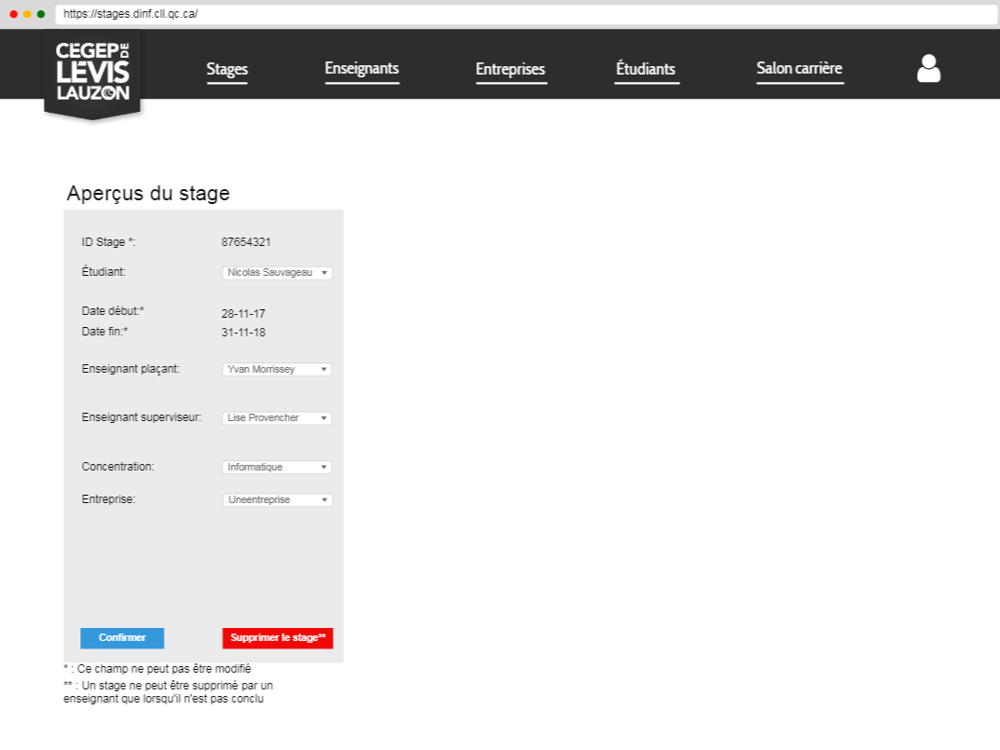 https://stages.dinf.cll.qc.ca/
CEGEP DE
LÉVIS
LAUZON
Stages Enseignants Entreprises Étudiants Salon carrière
Aperçus du stage
ID Stage *: 87654321
Étudiant: Nicolas Sauvageau
Date début:* 28-11-17
Date fin:* 31-11-18
Enseignant plaçant: Yvan Morrissey
Enseignant superviseur: Lise Provencher
Concentration: Informatique
Entreprise: Uneentreprise
Confirmer Supprimer le stage**
* : Ce champ ne peut pas être modifié
** : Un stage ne peut être supprimé par un
enseignant que lorsqu'il n'est pas conclu